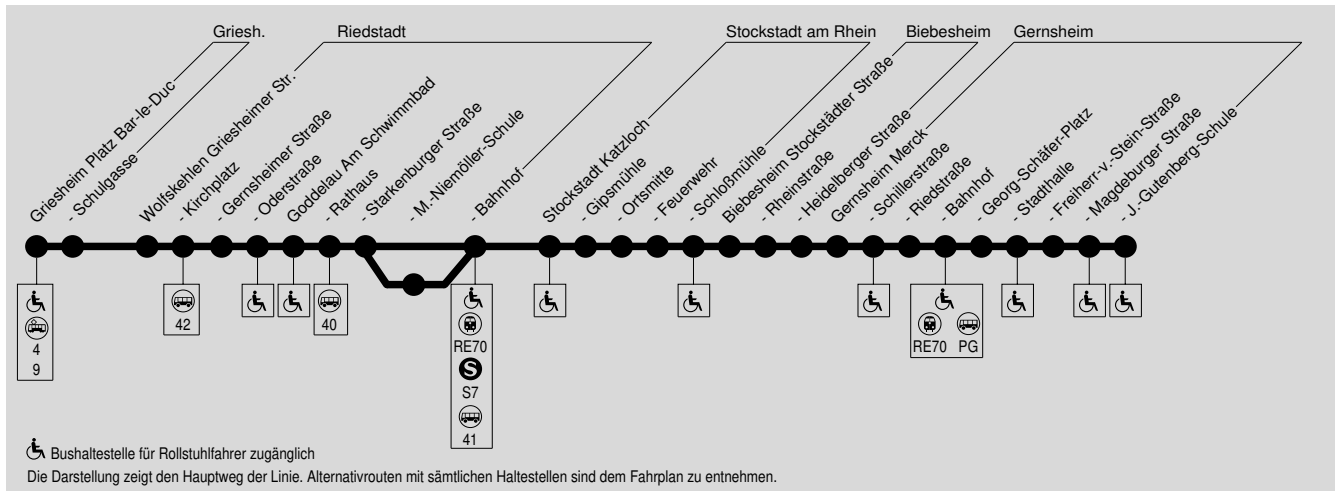 Griesh.
Riedstadt
Stockstadt am Rhein
Biebesheim
Gernsheim
Griesheim Platz Bar-le-Duc
- Schulgasse
Wolfskehlen Griesheimer Str.
- Kirchplatz
- Gernsheimer Straße
- Oderstraße
Goddelau Am Schwimmbad
- Rathaus
- Starkenburger Straße
- M.-Niemöller-Schule
- Bahnhof
Stockstadt Katzloch
- Gipsmühle
- Ortsmitte
- Feuerwehr
- Schloßmühle
Biebesheim Stockstädter Straße
- Rheinstraße
- Heidelberger Straße
Gernsheim Merck
- Schillerstraße
- Riedstraße
- Bahnhof
- Georg-Schäfer-Platz
- Stadthalle
- Freiherr-v.-Stein-Straße
- Magdeburger Straße
- J.-Gutenberg-Schule
4
9
42
40
RE70
S
S7
41
RE70 PG
Bushaltestelle für Rollstuhlfahrer zugänglich
Die Darstellung zeigt den Hauptweg der Linie. Alternativrouten mit sämtlichen Haltestellen sind dem Fahrplan zu entnehmen.